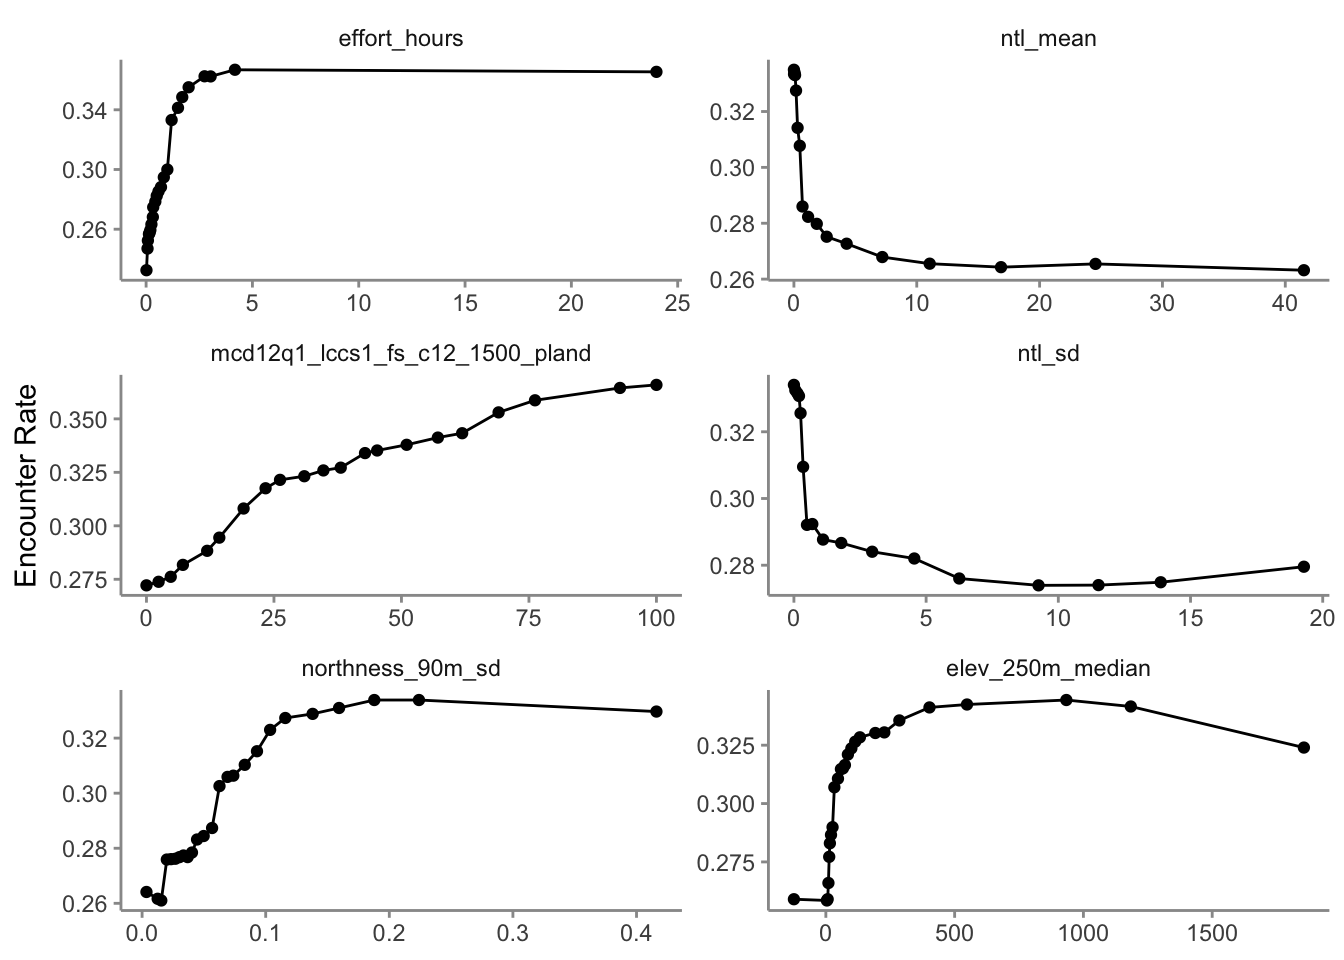 effort_hours
ntl_mean
0.34
0.30
0.26
0 5 10 15 20 25
0.32
0.30
0.28
0.26
0 10 20 30 40
Encounter Rate
mcd12q1_lccs1_fs_c12_1500_pland
ntl_sd
0.350
0.325
0.300
0.275
0 25 50 75 100
0.32
0.30
0.28
0 5 10 15 20
northness_90m_sd
elev_250m_median
0.32
0.30
0.28
0.26
0.0 0.1 0.2 0.3 0.4
0.325
0.300
0.275
0 500 1000 1500